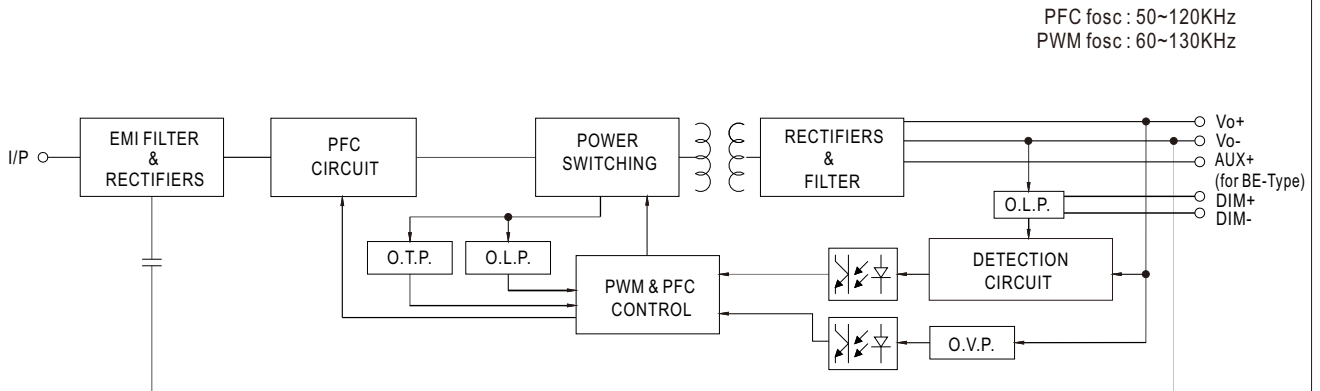 PFC fosc : 50~120KHz
PWM fosc : 60~130KHz
I/P
EMI FILTER
&
RECTIFIERS
PFC
CIRCUIT
POWER
SWITCHING
RECTIFIERS
&
FILTER
Vo+
Vo-
AUX+
(for BE-Type)
DIM+
DIM-
O.L.P.
O.T.P.
O.L.P.
PWM & PFC
CONTROL
DETECTION
CIRCUIT
O.V.P.